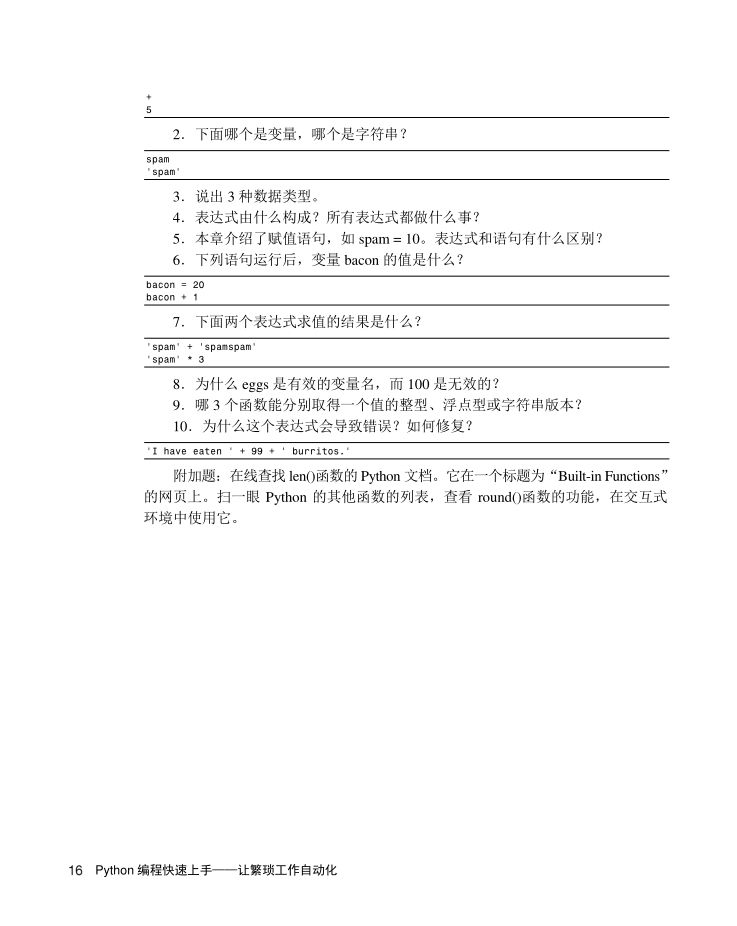 +
5
2．下面哪个是变量，哪个是字符串？
spam
'spam'
3．说出 3 种数据类型。
4．表达式由什么构成？所有表达式都做什么事？
5．本章介绍了赋值语句，如 spam = 10。表达式和语句有什么区别？
6．下列语句运行后，变量 bacon 的值是什么？
bacon = 20
bacon + 1
7．下面两个表达式求值的结果是什么？
'spam' + 'spamspam'
'spam' * 3
8．为什么 eggs 是有效的变量名，而 100 是无效的？
9．哪 3 个函数能分别取得一个值的整型、浮点型或字符串版本？
10．为什么这个表达式会导致错误？如何修复？
'I have eaten ' + 99 + ' burritos.'
附加题：在线查找 len()函数的 Python 文档。它在一个标题为“Built-in Functions”
的网页上。扫一眼 Python 的其他函数的列表，查看 round()函数的功能，在交互式
环境中使用它。
16 Python 编程快速上手——让繁琐工作自动化